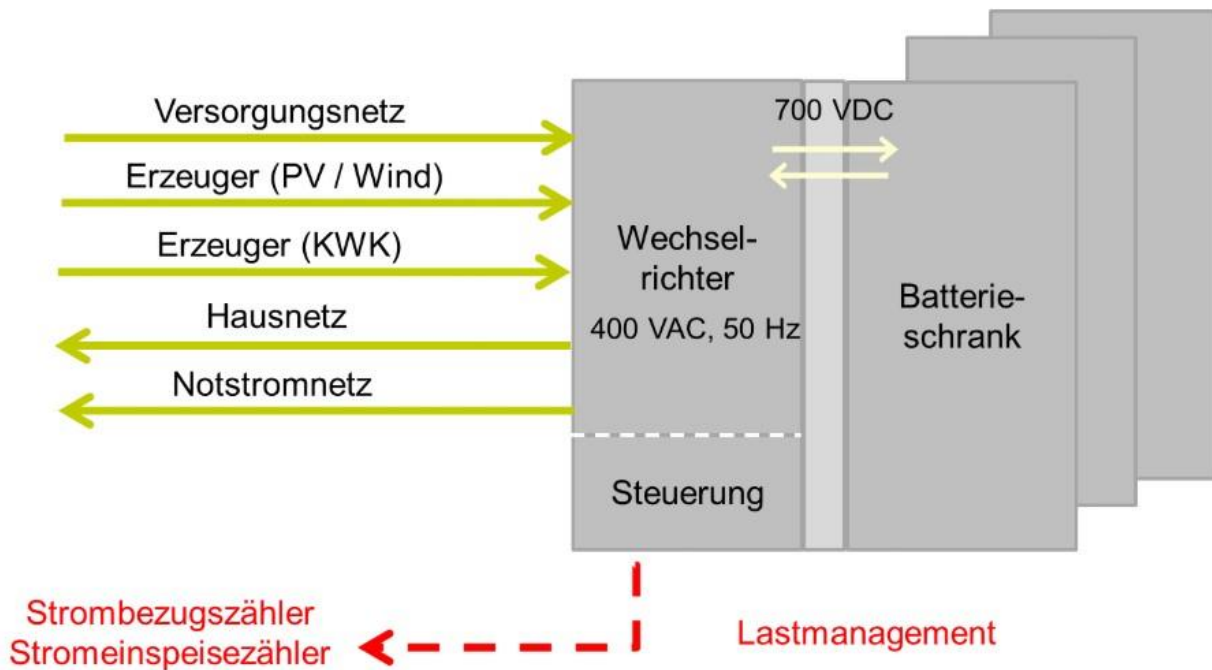 Versorgungsnetz
Erzeuger (PV / Wind)
Erzeuger (KWK)
Hausnetz
Notstromnetz
700 VDC
Wechsel-
richter
400 VAC, 50 Hz
Batterie-
schrank
Steuerung
Strombezugszähler
Stromeinspeisezähler
Lastmanagement